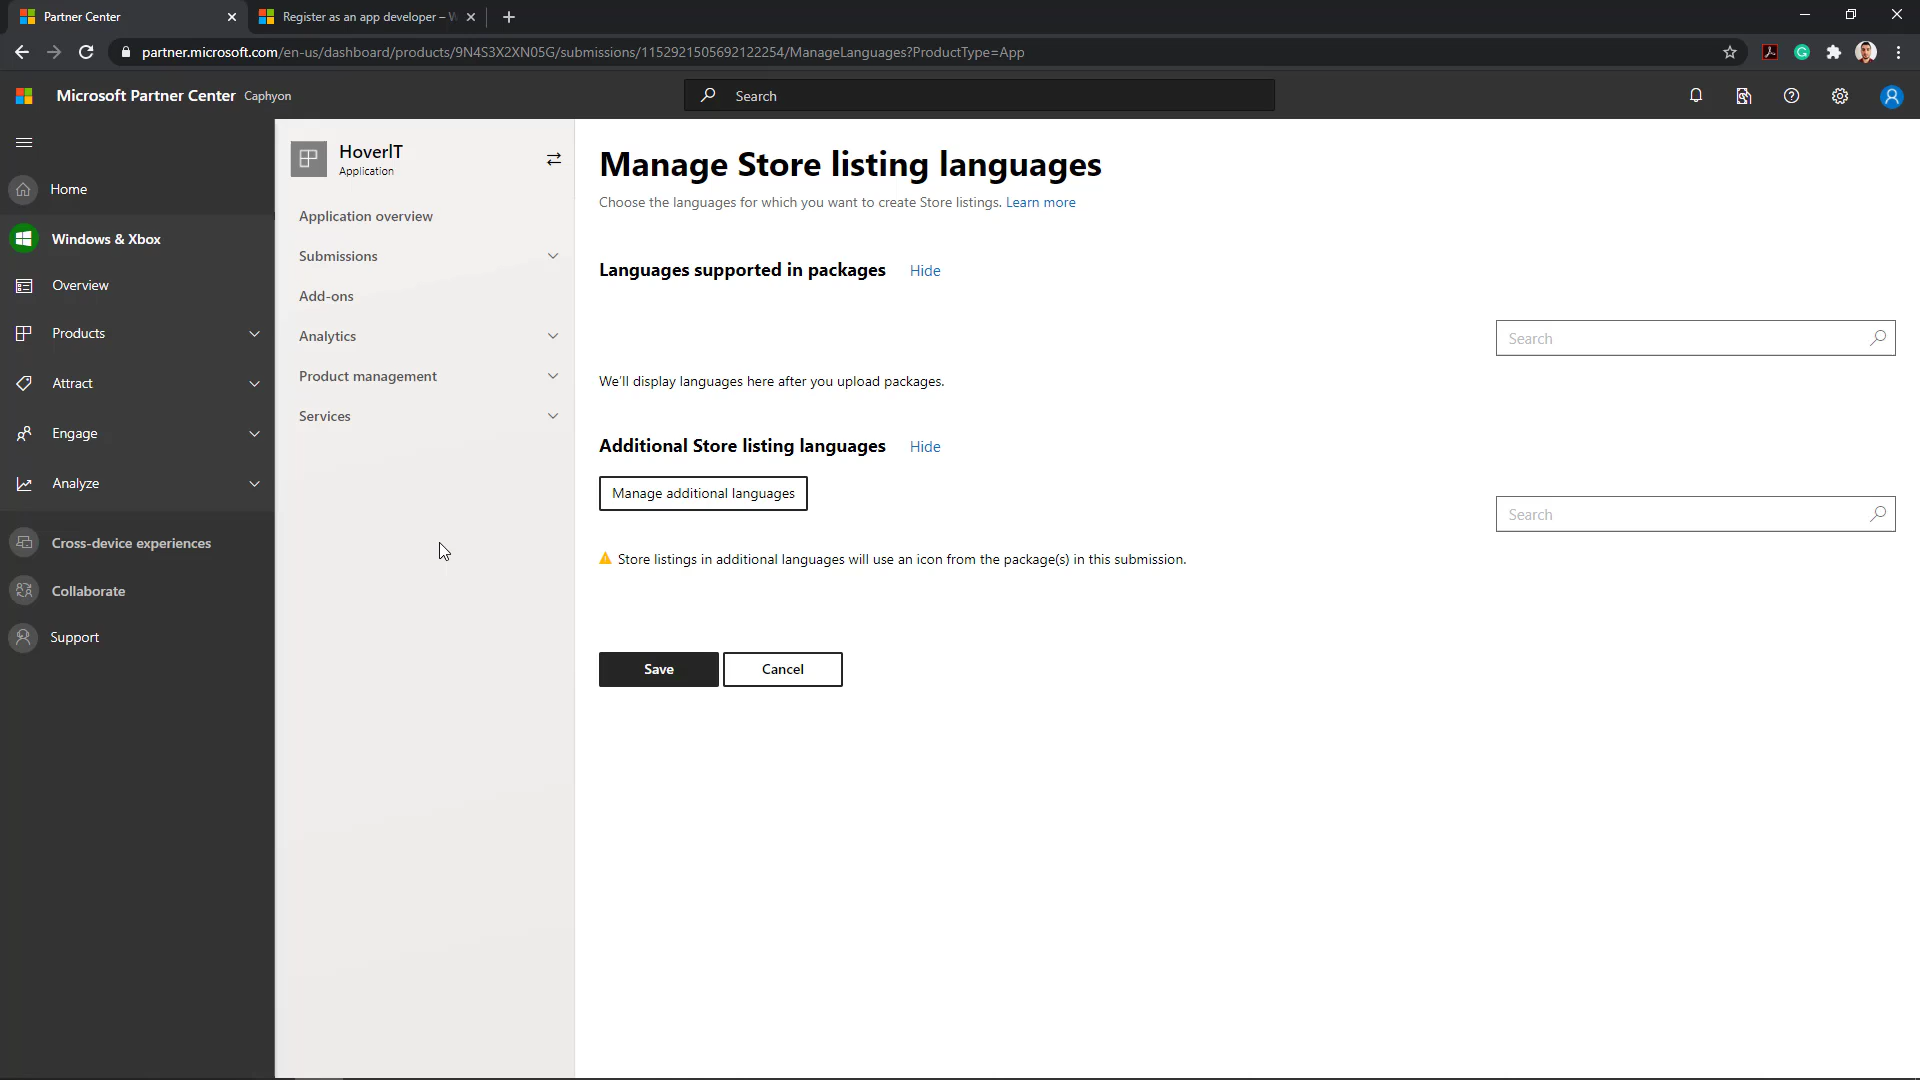 Partner Center
Register as an app developer – W
partner.microsoft.com/en-us/dashboard/products/9N4S3X2XN05G/submissions/1152921505692122254/ManageLanguages?ProductType=App
Microsoft Partner Center
Caphyon
Search
Home
Windows & Xbox
Overview
Products
Attract
Engage
Analyze
Cross-device experiences
Collaborate
Support
HoverIT
Application
Application overview
Submissions
Add-ons
Analytics
Product management
Services
Manage Store listing languages
Choose the languages for which you want to create Store listings. Learn more
Languages supported in packages Hide
Search
We'll display languages here after you upload packages.
Additional Store listing languages Hide
Manage additional languages
Search
Store listings in additional languages will use an icon from the package(s) in this submission.
Save
Cancel